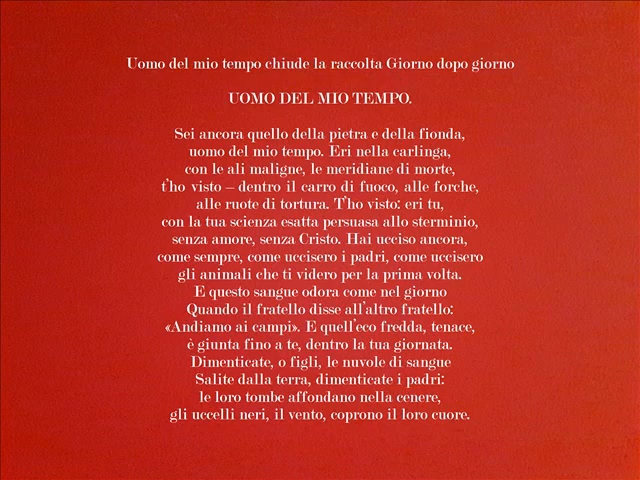 Uomo del mio tempo chiude la raccolta Giorno dopo giorno
UOMO DEL MIO TEMPO.
Sei ancora quello della pietra e della fionda,
uomo del mio tempo. Eri nella carlinga,
con le ali maligne, le meridiane di morte,
t'ho visto – dentro il carro di fuoco, alle forche,
alle ruote di tortura. T'ho visto: eri tu,
con la tua scienza esatta persuasa allo sterminio,
senza amore, senza Cristo. Hai ucciso ancora,
come sempre, come uccisero i padri, come uccisero
gli animali che ti videro per la prima volta.
E questo sangue odora come nel giorno
Quando il fratello disse all'altro fratello:
«Andiamo ai campi». E quell'eco fredda, tenace,
è giunta fino a te, dentro la tua giornata.
Dimenticate, o figli, le nuvole di sangue
Salite dalla terra, dimenticate i padri:
le loro tombe affondano nella cenere,
gli uccelli neri, il vento, coprono il loro cuore.